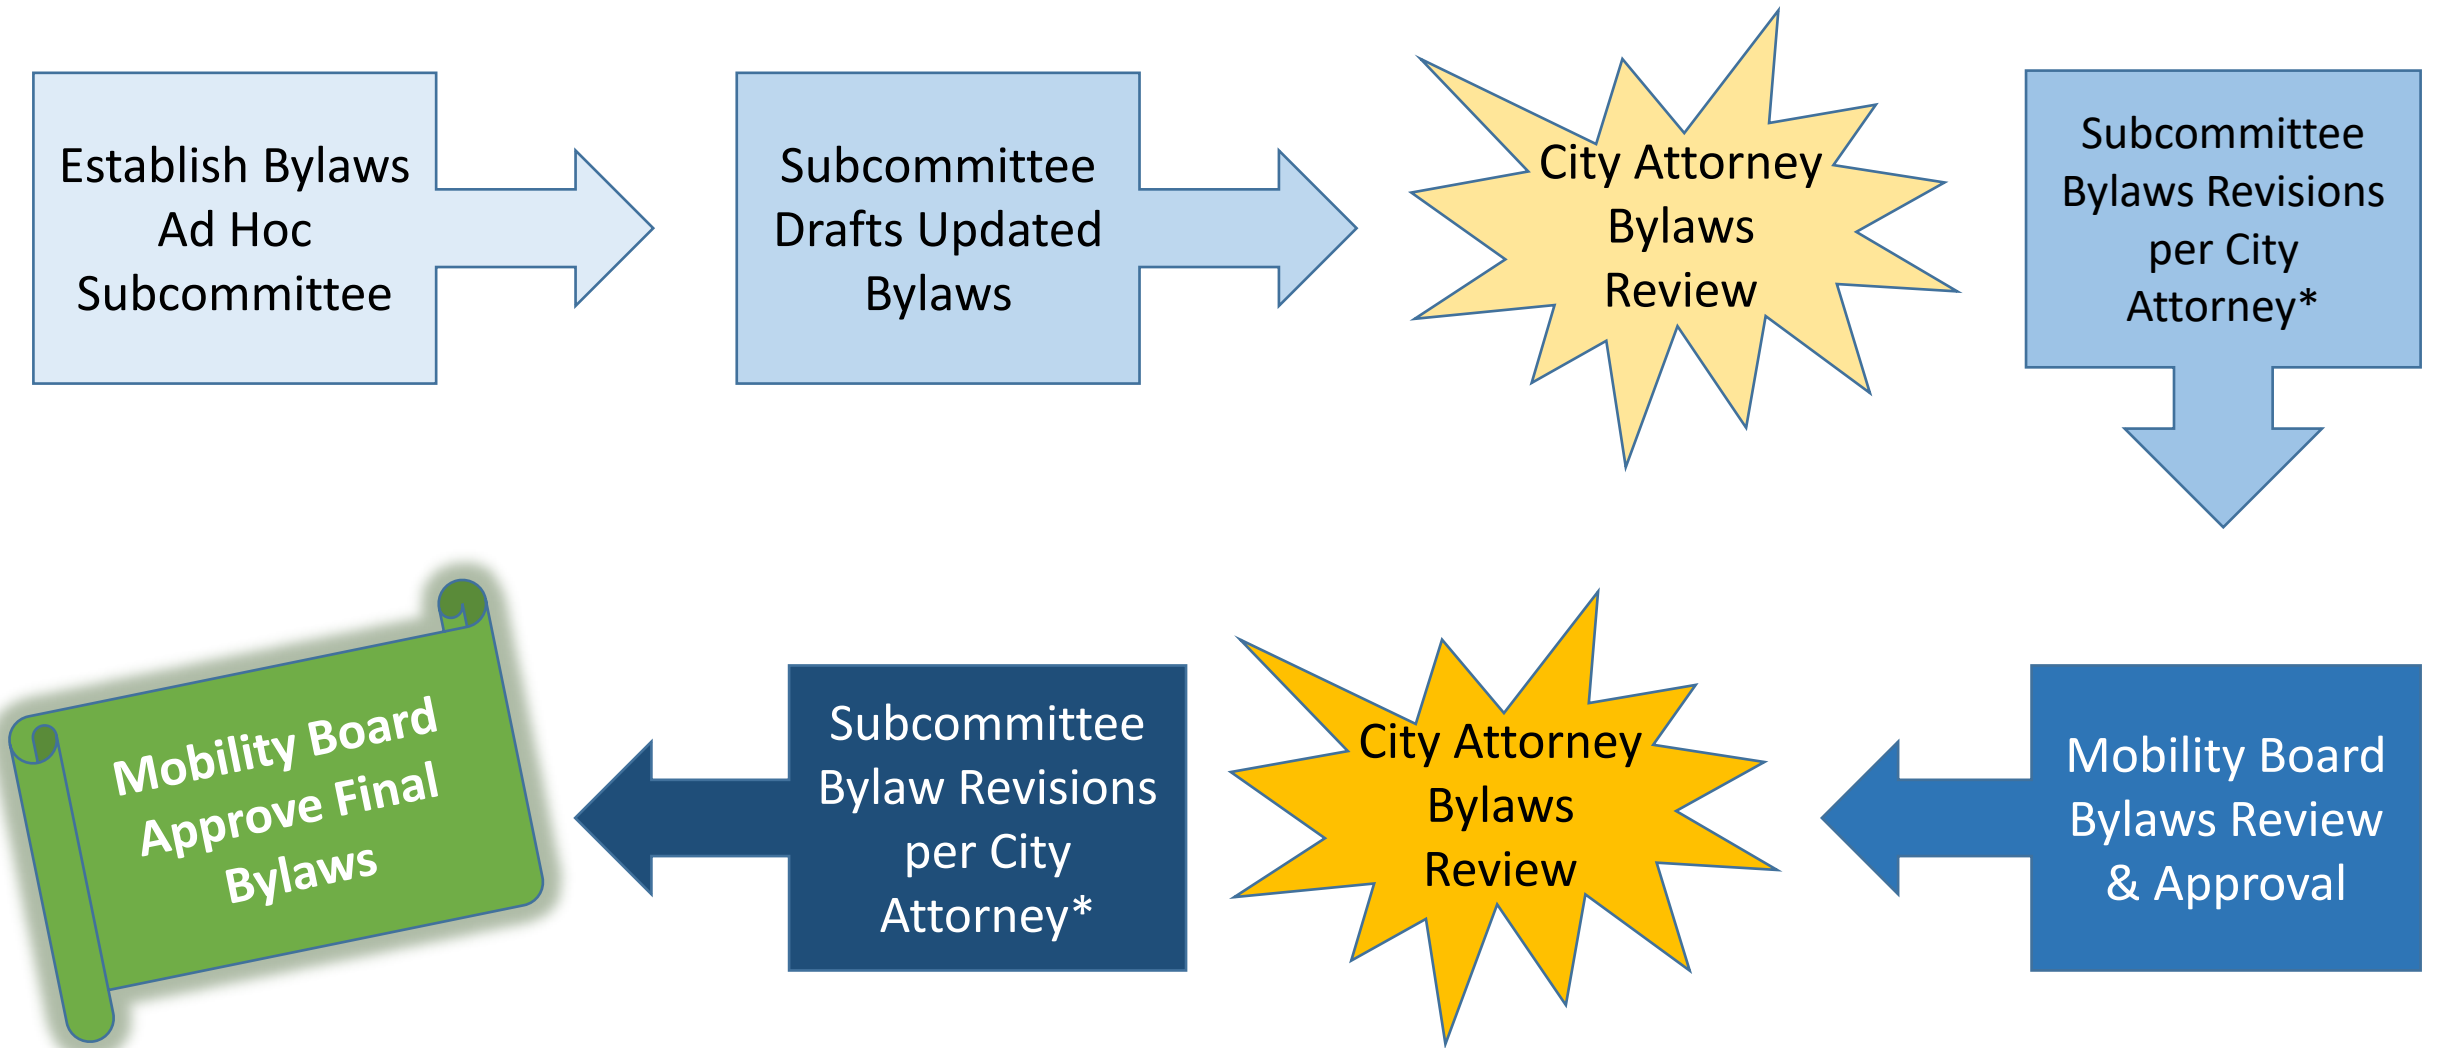 Establish Bylaws
Ad Hoc
Subcommittee
Subcommittee
Drafts Updated
Bylaws
City Attorney
Bylaws
Review
Subcommittee
Bylaws Revisions
per City
Attorney*
Mobility Board
Bylaws Review
& Approval
City Attorney
Bylaws
Review
Subcommittee
Bylaw Revisions
per City
Attorney*
Mobility Board
Approve Final
Bylaws